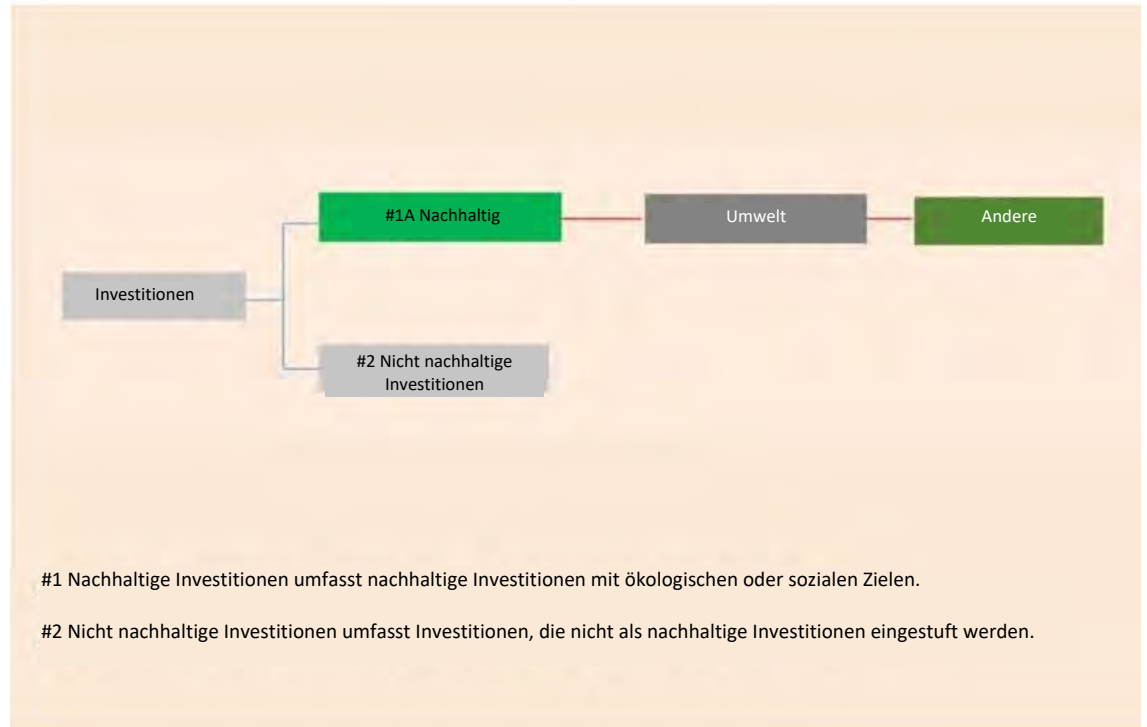 #1A Nachhaltig
Umwelt
Andere
Investitionen
#2 Nicht nachhaltige
Investitionen
#1 Nachhaltige Investitionen umfasst nachhaltige Investitionen mit ökologischen oder sozialen Zielen.
#2 Nicht nachhaltige Investitionen umfasst Investitionen, die nicht als nachhaltige Investitionen eingestuft werden.